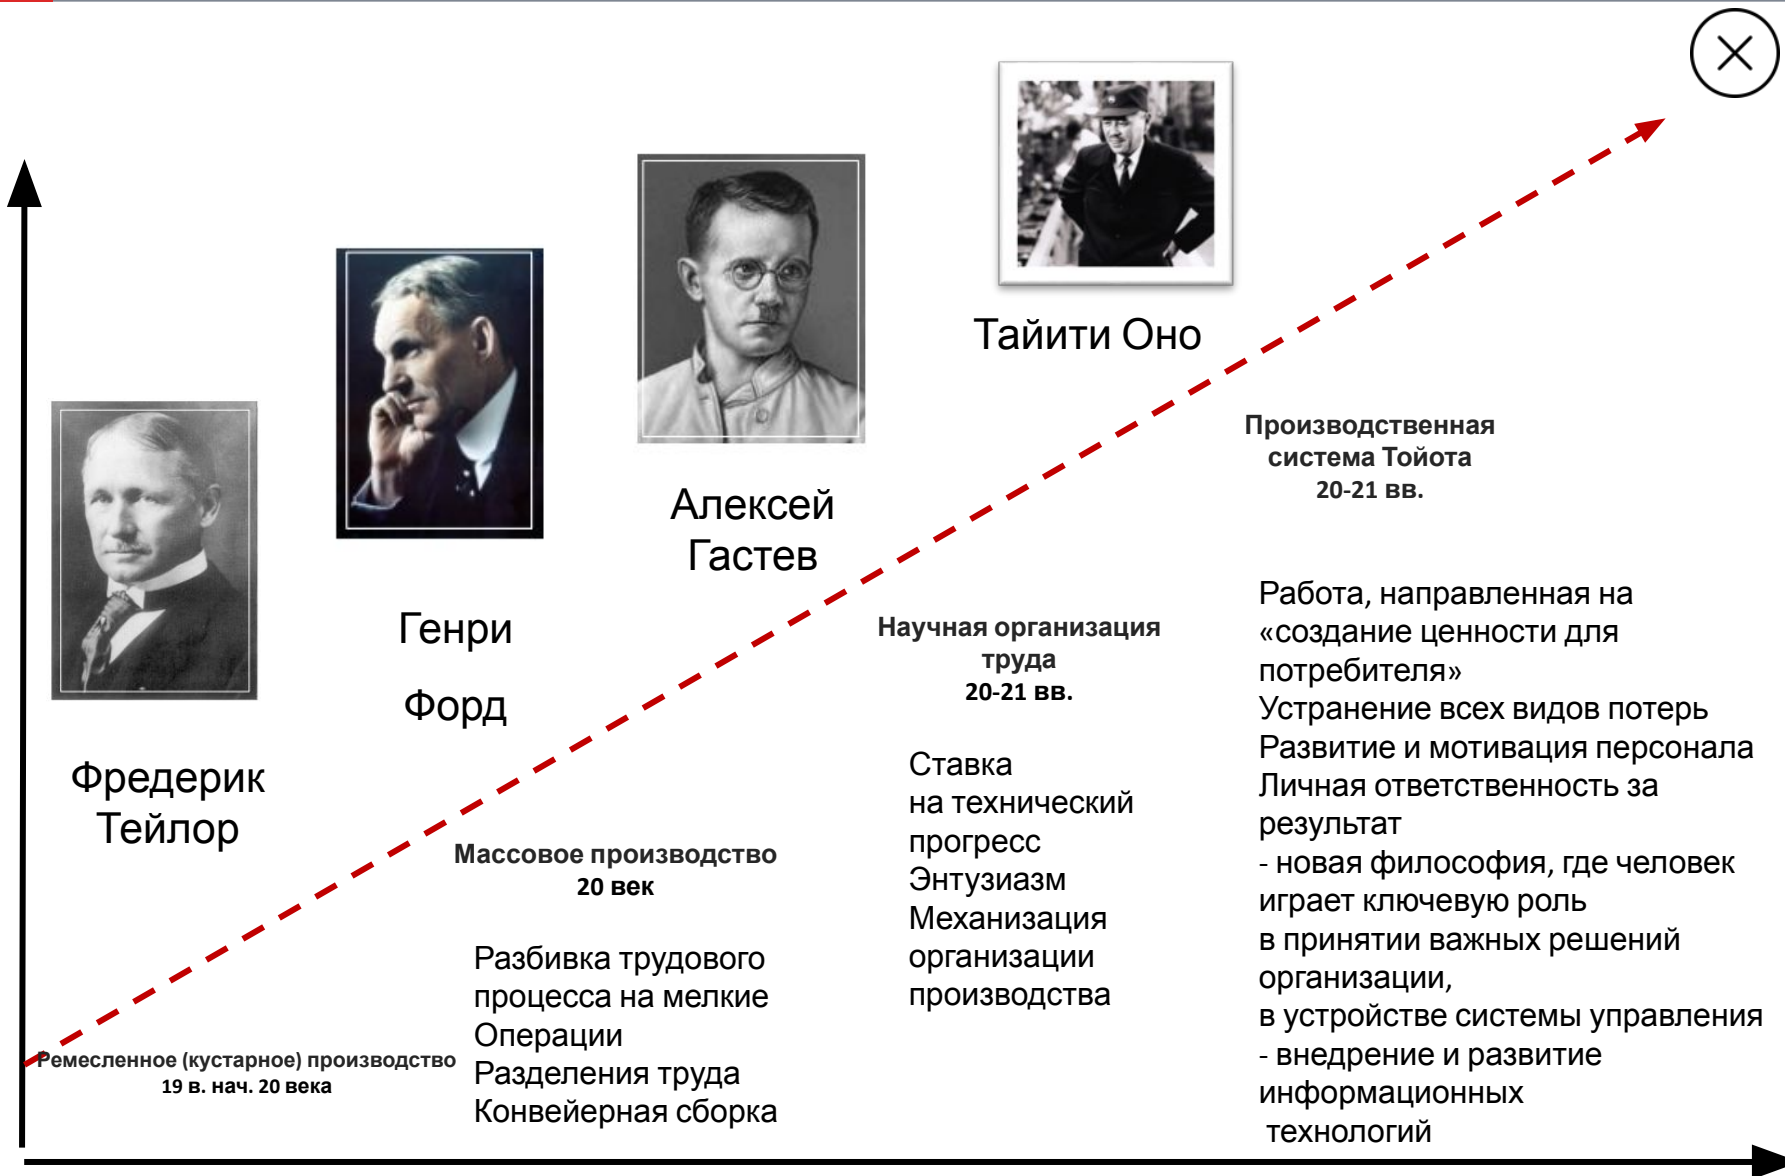 Тайити Оно
Алексей
Гастев
Генри
Форд
Фредерик
Тейлор
Ремесленное (кустарное) производство
19 в. нач. 20 века
Массовое производство
20 век
Разбивка трудового
процесса на мелкие
Операции
Разделения труда
Конвейерная сборка
Научная организация
труда
20-21 вв.
Ставка
на технический
прогресс
Энтузиазм
Механизация
организации
производства
Производственная
система Тойота
20-21 вв.
Работа, направленная на
«создание ценности для
потребителя»
Устранение всех видов потерь
Развитие и мотивация персонала
Личная ответственность за
результат
- новая философия, где человек
играет ключевую роль
в принятии важных решений
организации,
в устройстве системы управления
- внедрение и развитие
информационных
технологий